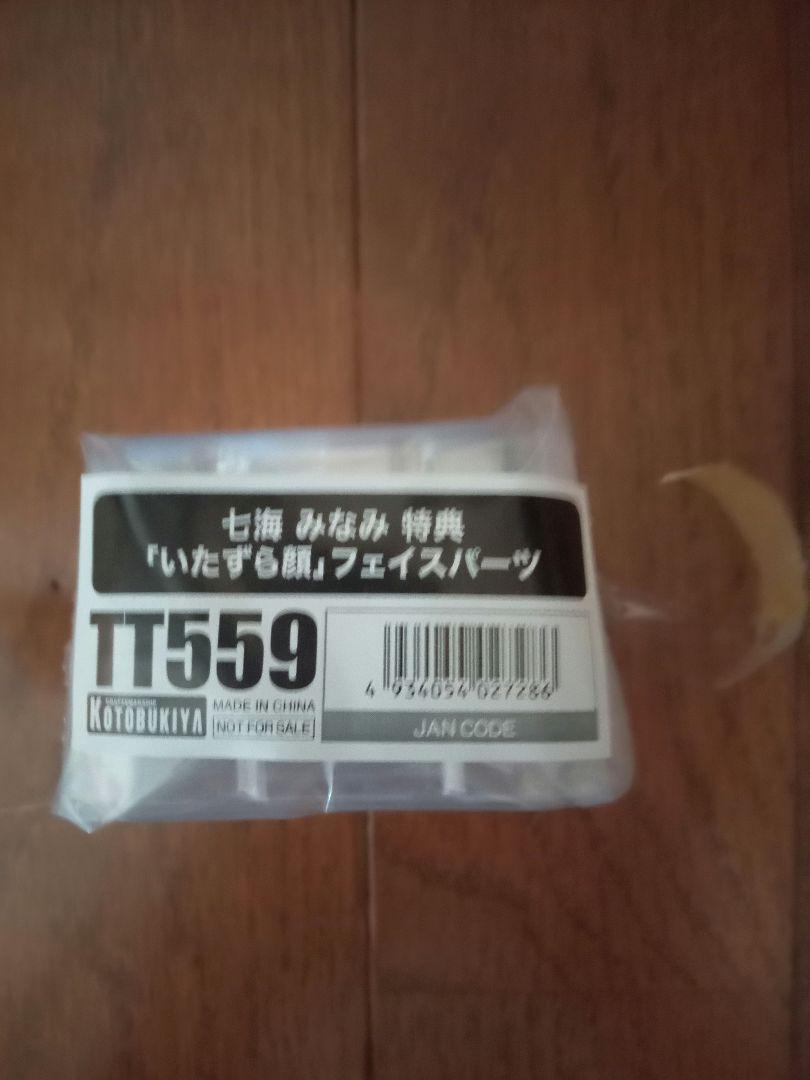 七海 みなみ 特典
「いたずら顔」フェイスパーツ
TT559
KOTOBUKIYA
MADE IN CHINA
NOT FOR SALE
4 934054 027286
JAN CODE